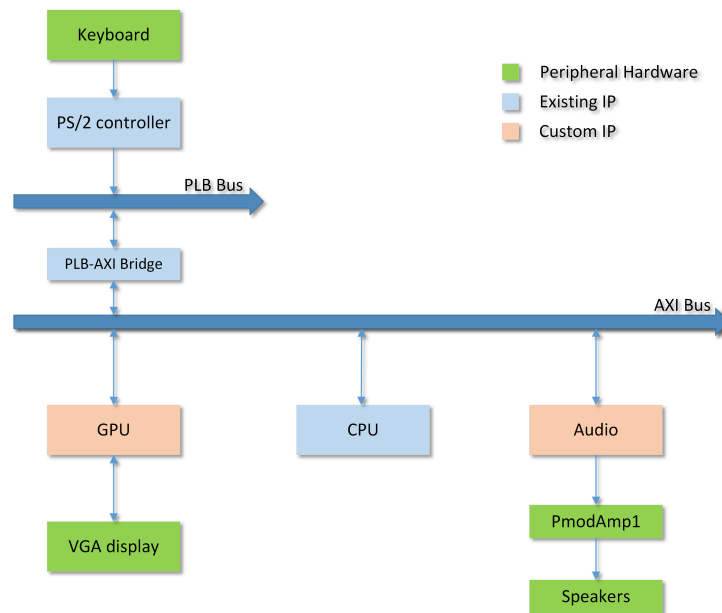 Keyboard
Peripheral Hardware
Existing IP
PS/2 controller
Custom IP
PLB Bus
PLB-AXI Bridge
AXI Bus
GPU
CPU
Audio
PmodAmp1
VGA display
Speakers